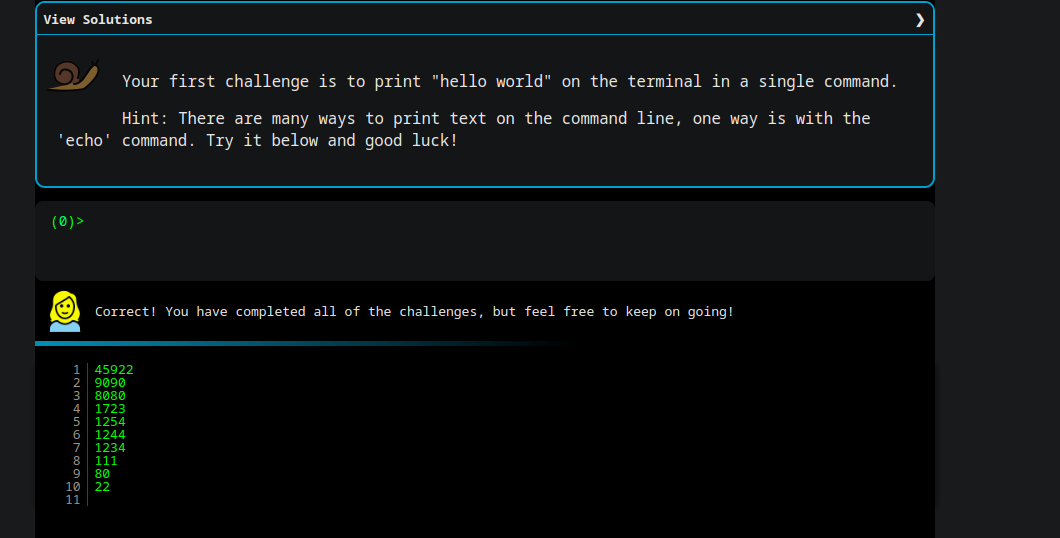 View Solutions ❯
Your first challenge is to print "hello world" on the terminal in a single command.
Hint: There are many ways to print text on the command line, one way is with the
'echo' command. Try it below and good luck!
(0)>
Correct! You have completed all of the challenges, but feel free to keep on going!
1 45922
2 9090
3 8080
4 1723
5 1254
6 1244
7 1234
8 111
9 80
10 22
11